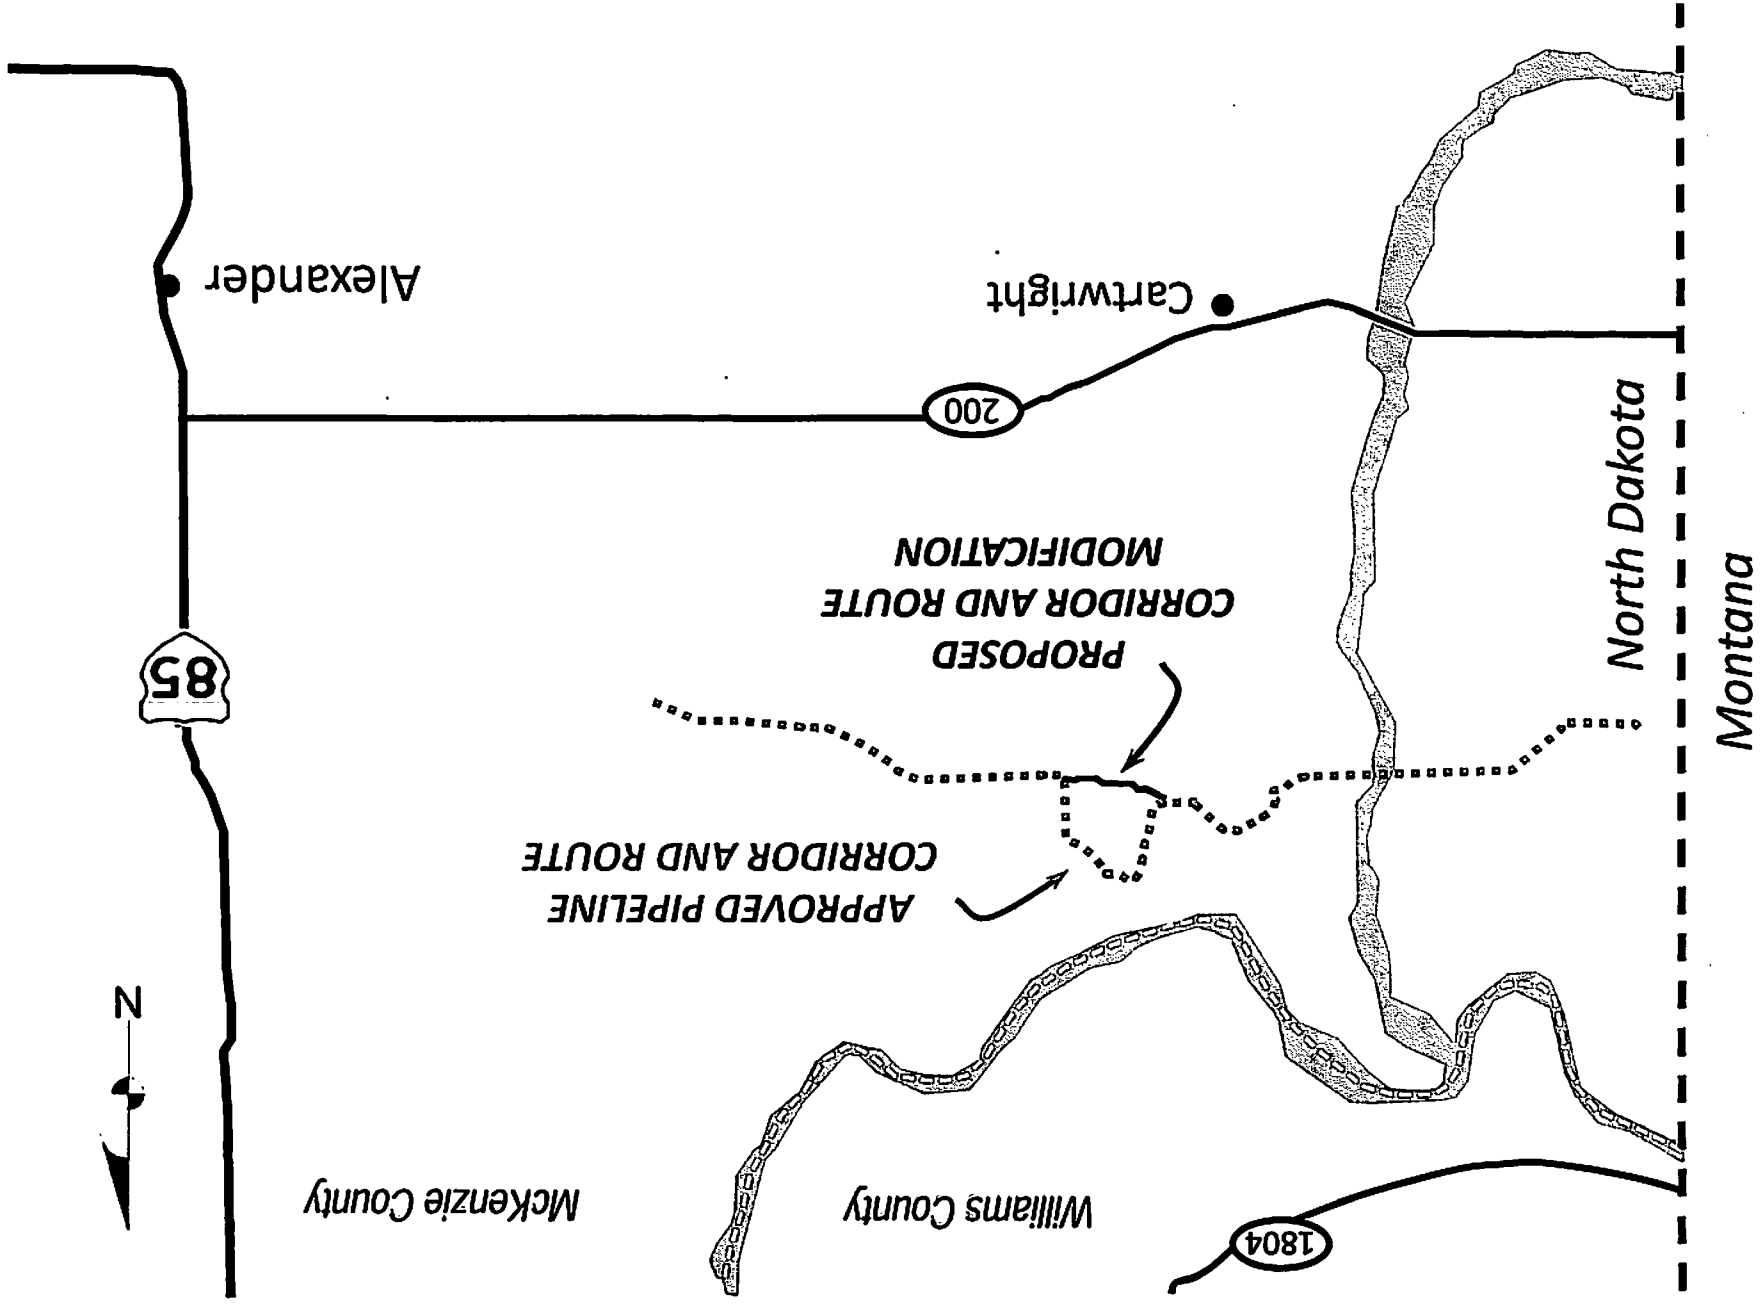 1804
Williams County
McKenzie County
N
APPROVED PIPELINE
CORRIDOR AND ROUTE
PROPOSED
CORRIDOR AND ROUTE
MODIFICATION
Montana
North Dakota
85
200
Cartwright
Alexander